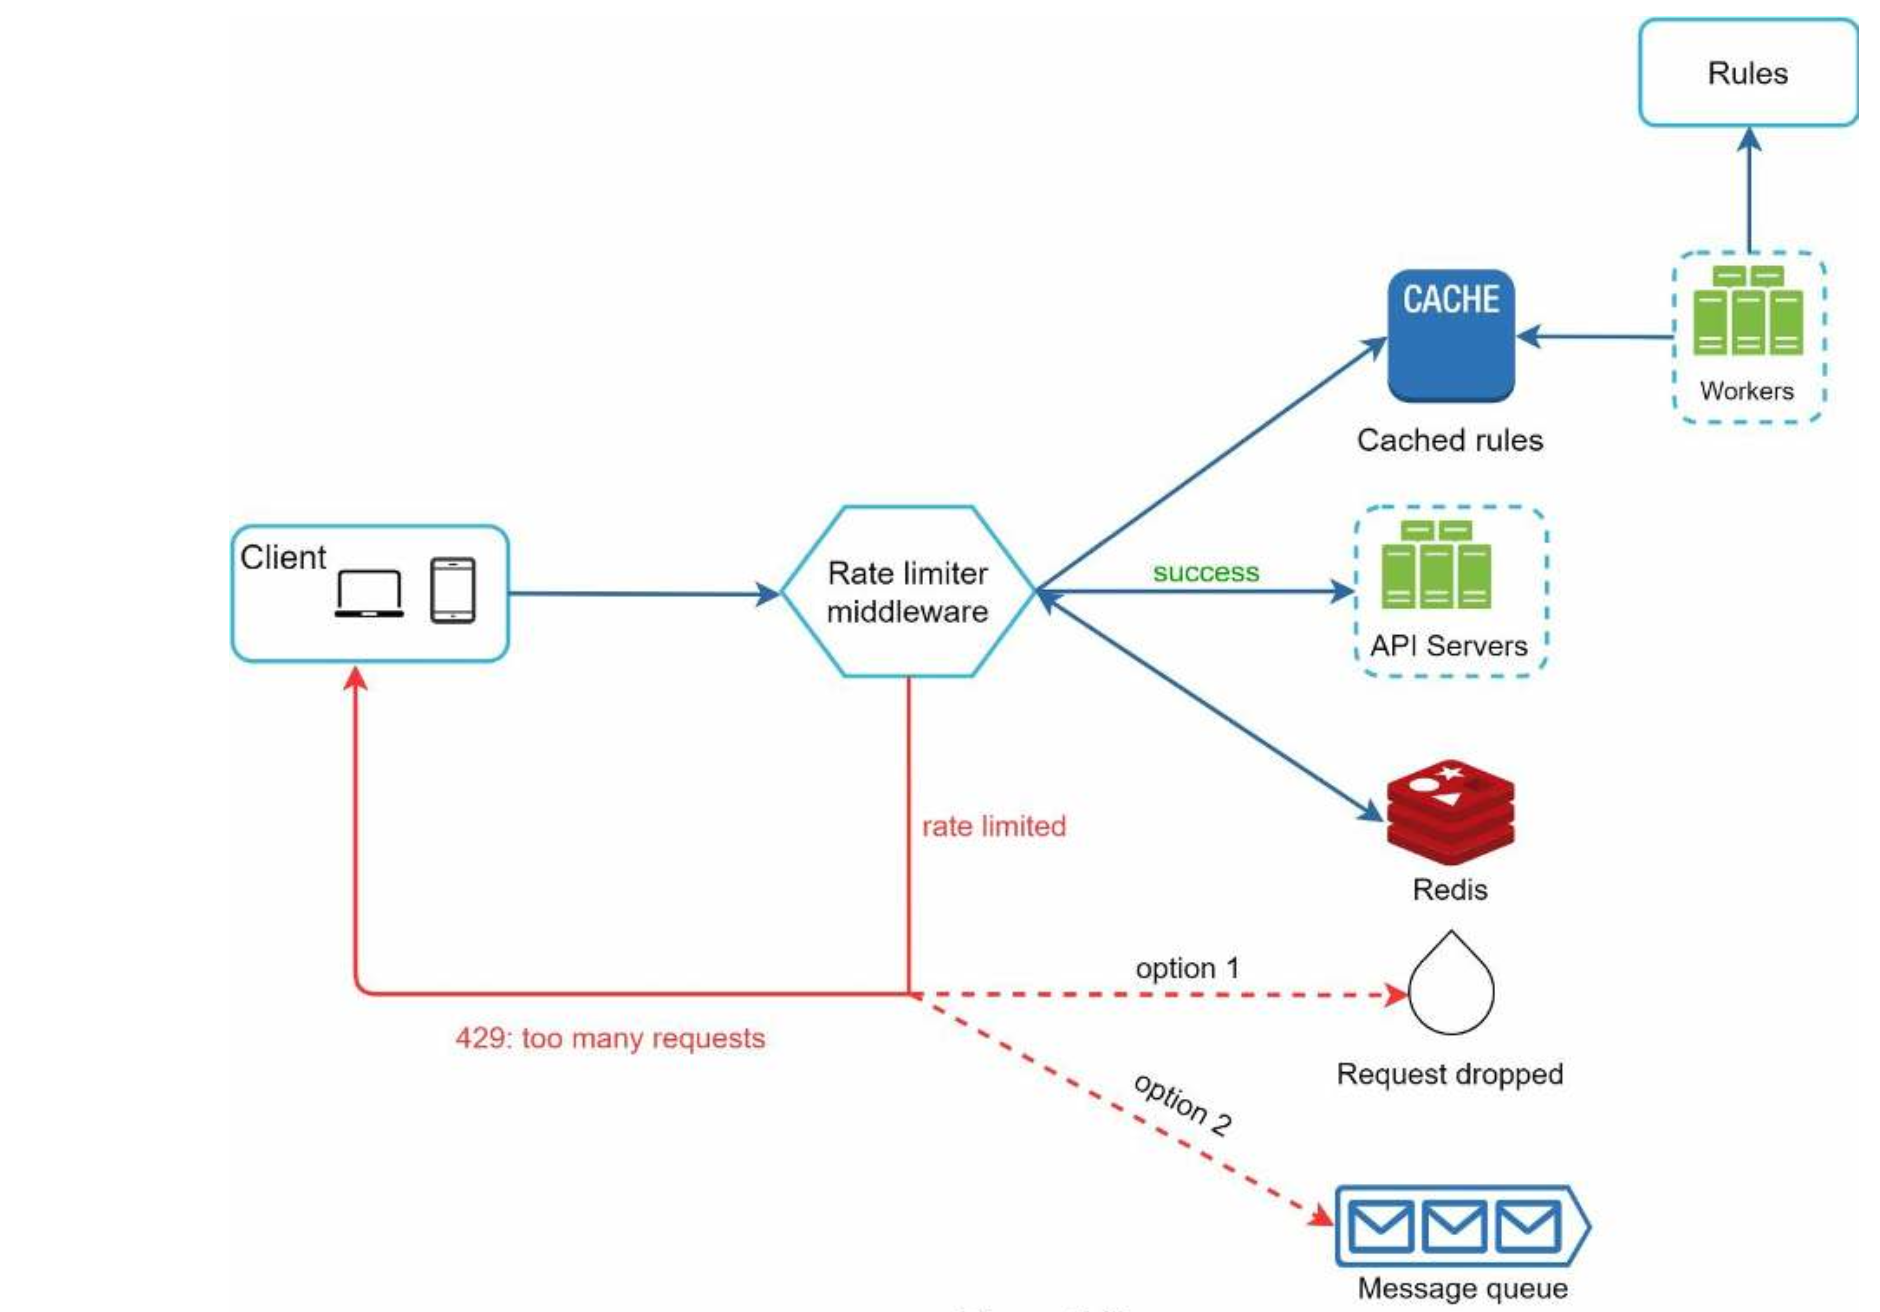 Rules
CACHE
Workers
Cached rules
Client
Rate limiter
middleware
success
API Servers
rate limited
Redis
option 1
429: too many requests
Request dropped
option 2
Message queue